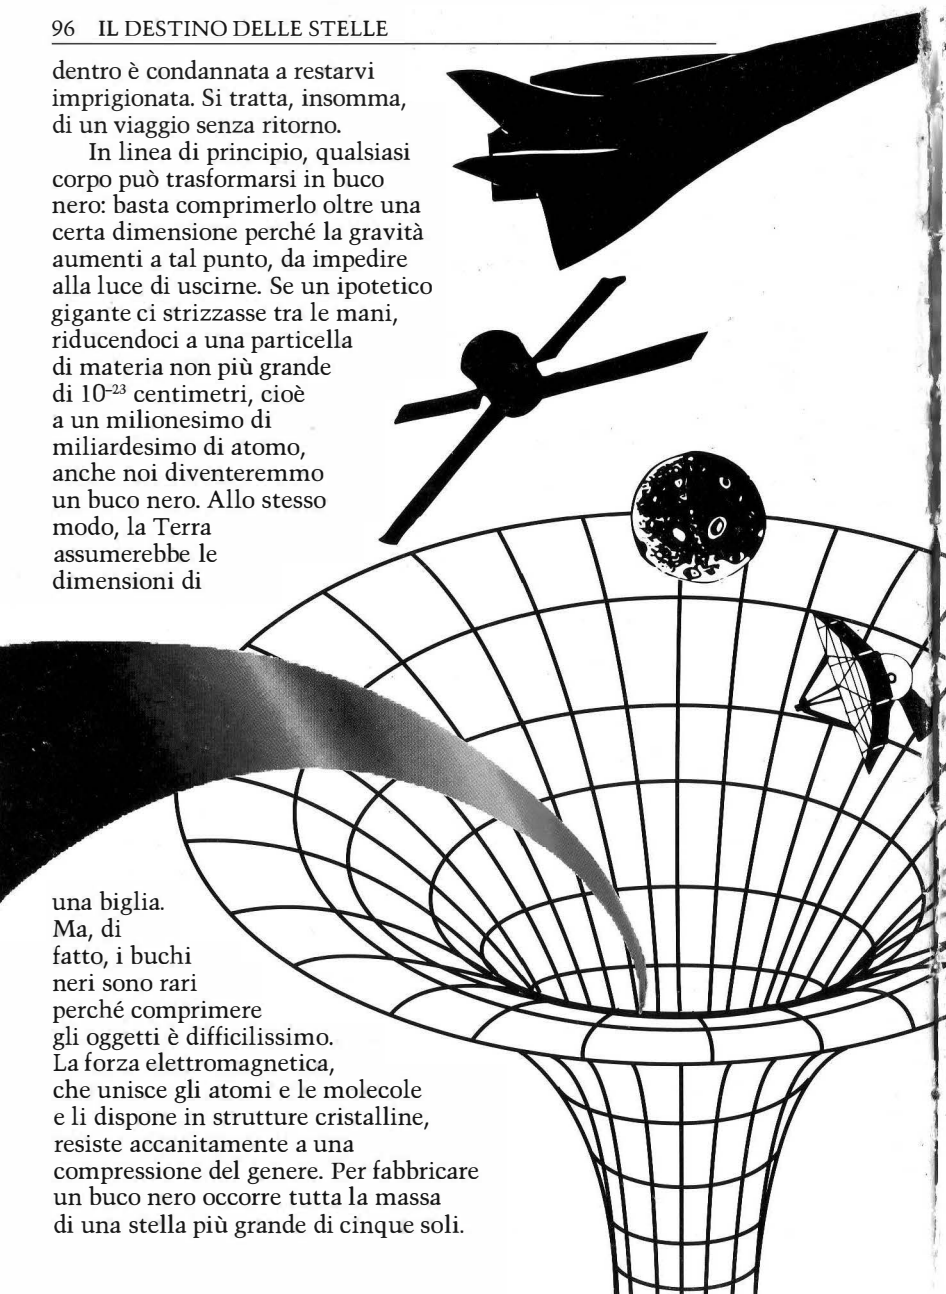 96 IL DESTINO DELLE STELLE
dentro è condannata a restarvi
imprigionata. Si tratta, insomma,
di un viaggio senza ritorno.
In linea di principio, qualsiasi
corpo può trasformarsi in buco
nero: basta comprimerlo oltre una
certa dimensione perché la gravità
aumenti a tal punto, da impedire
alla luce di uscirne. Se un ipotetico
gigante ci strizzasse tra le mani,
riducendoci a una particella
di materia non più grande
di 10⁻²³ centimetri, cioè
a un milionesimo di
miliardesimo di atomo,
anche noi diventeremmo
un buco nero. Allo stesso
modo, la Terra
assumerebbe le
dimensioni di
una biglia.
Ma, di
fatto, i buchi
neri sono rari
perché comprimere
gli oggetti è difficilissimo.
La forza elettromagnetica,
che unisce gli atomi e le molecole
e li dispone in strutture cristalline,
resiste accanitamente a una
compressione del genere. Per fabbricare
un buco nero occorre tutta la massa
di una stella più grande di cinque soli.